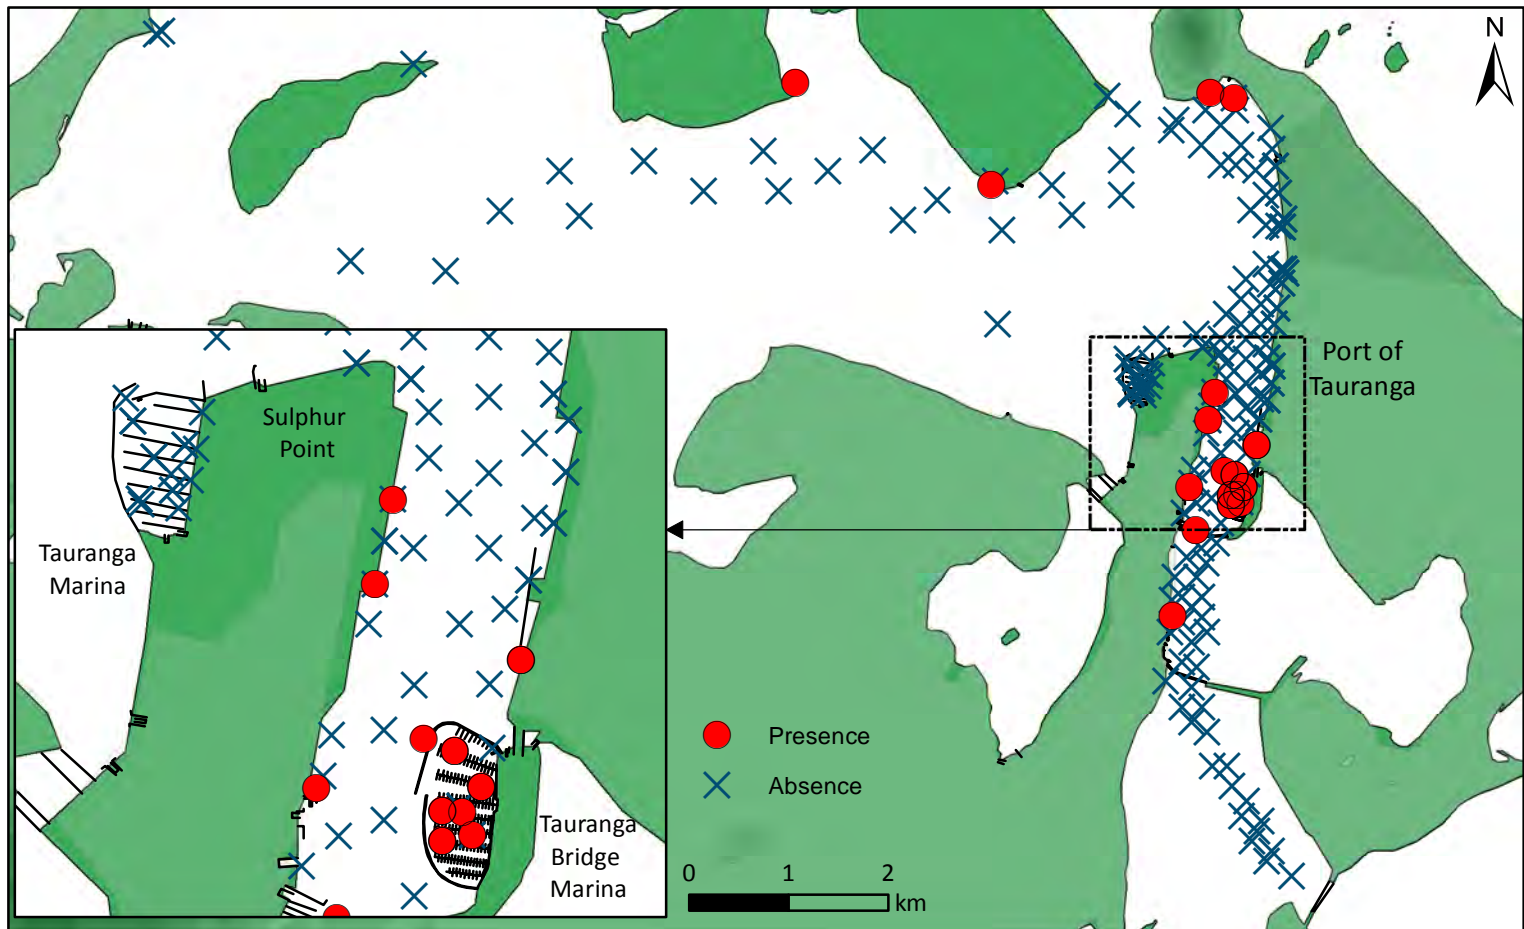 N
Port of
Tauranga
Sulphur
Point
Tauranga
Marina
Tauranga
Bridge
Marina
Presence
Absence
0 1 2
km